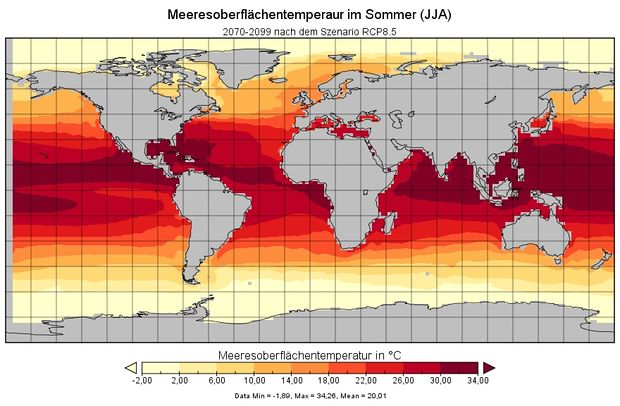 Meeresoberflächentemperaur im Sommer (JJA)
2070-2099 nach dem Szenario RCP8.5
Meeresoberflächentemperatur in °C
-2,00 2,00 6,00 10,00 14,00 18,00 22,00 26,00 30,00 34,00
Data Min = -1,89, Max = 34,26, Mean = 20,01